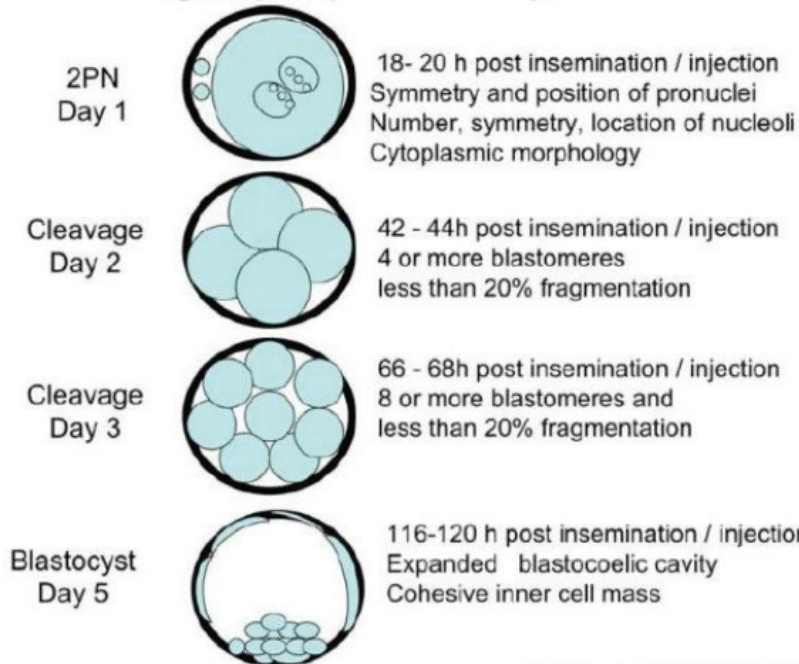 2PN
Day 1
18- 20 h post insemination / injection
Symmetry and position of pronuclei
Number, symmetry, location of nucleoli
Cytoplasmic morphology
Cleavage
Day 2
42 - 44h post insemination / injection
4 or more blastomeres
less than 20% fragmentation
Cleavage
Day 3
66 - 68h post insemination / injection
8 or more blastomeres and
less than 20% fragmentation
Blastocyst
Day 5
116-120 h post insemination / injection
Expanded blastocoelic cavity
Cohesive inner cell mass